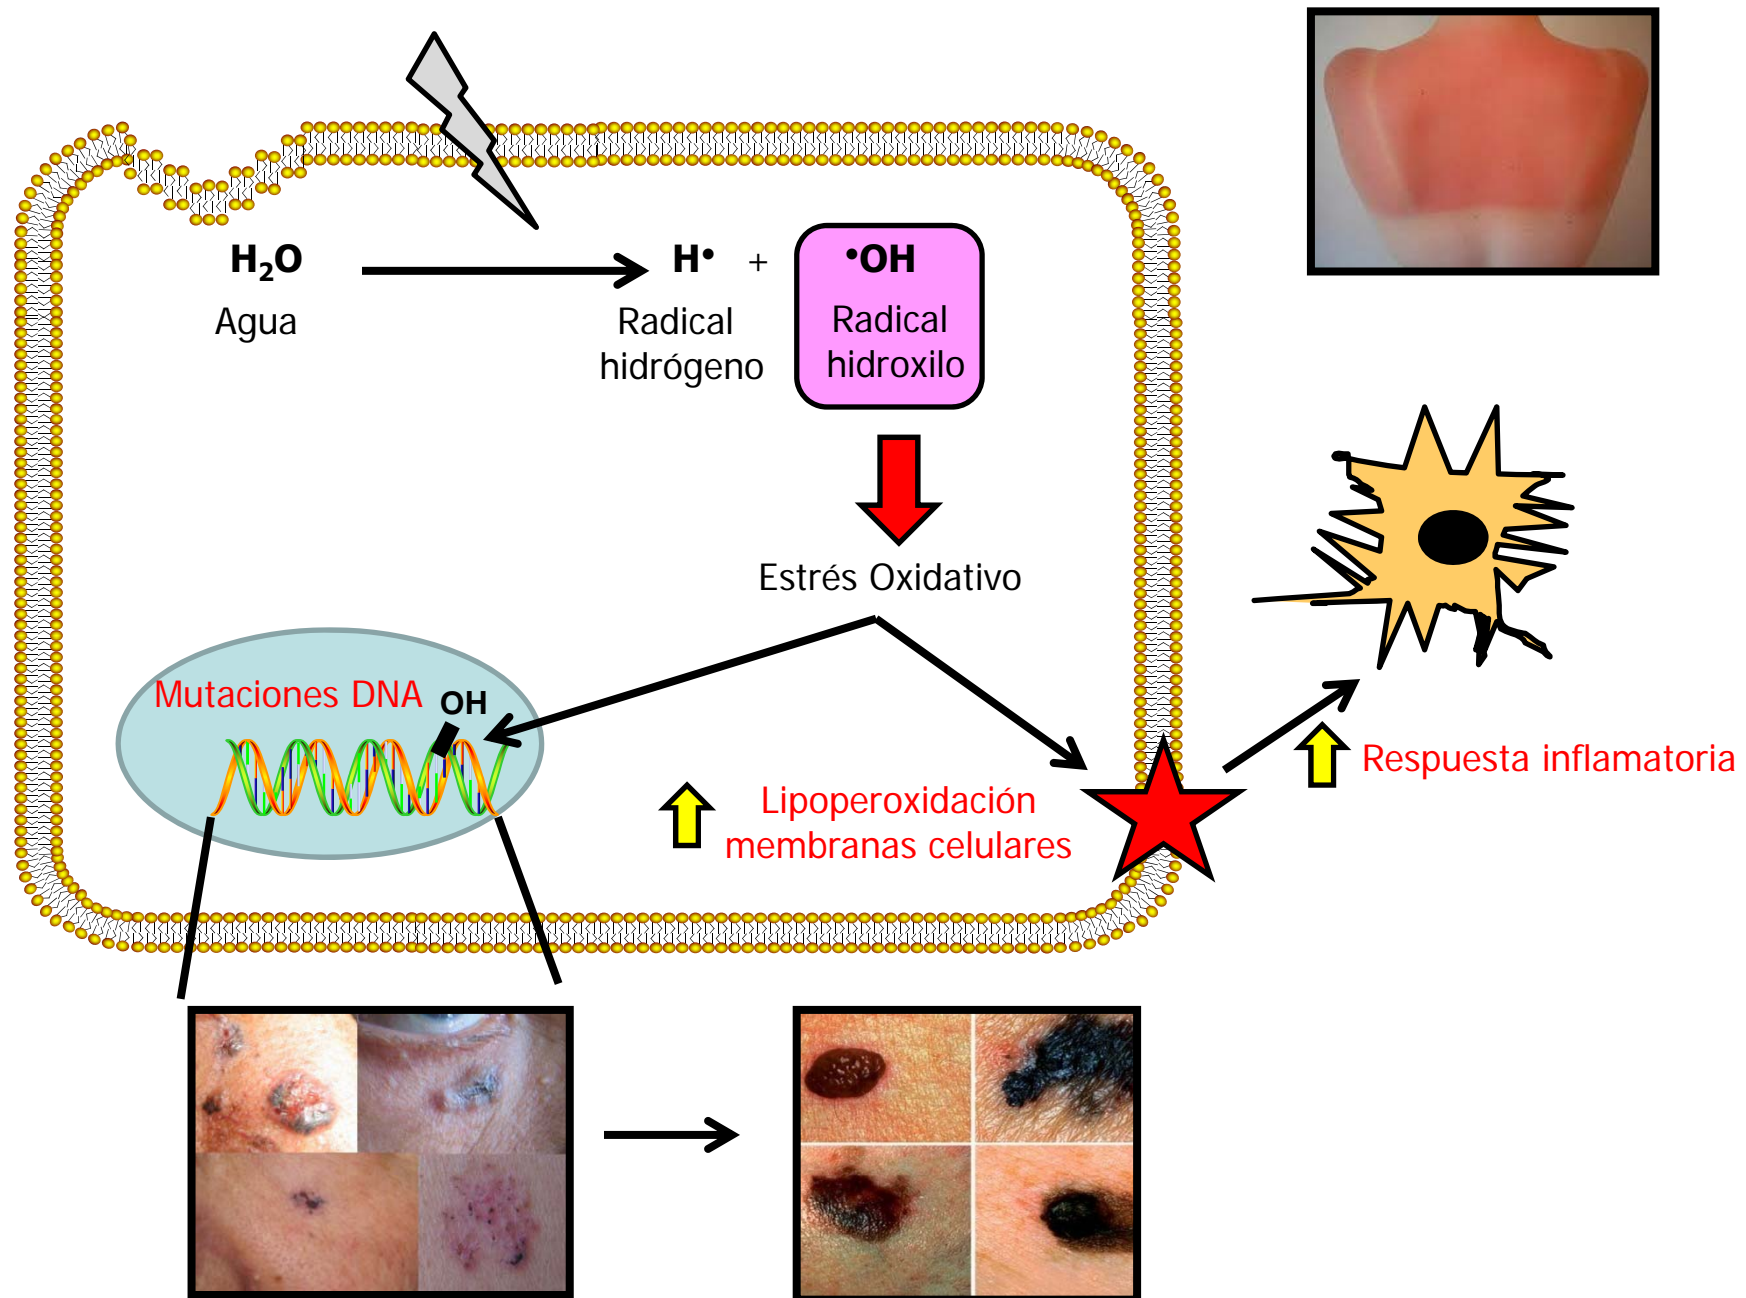 H₂O
H• + •OH
Agua
Radical
hidrógeno
Radical
hidroxilo
Estrés Oxidativo
Mutaciones DNA
OH
Lipoperoxidación
membranas celulares
Respuesta inflamatoria